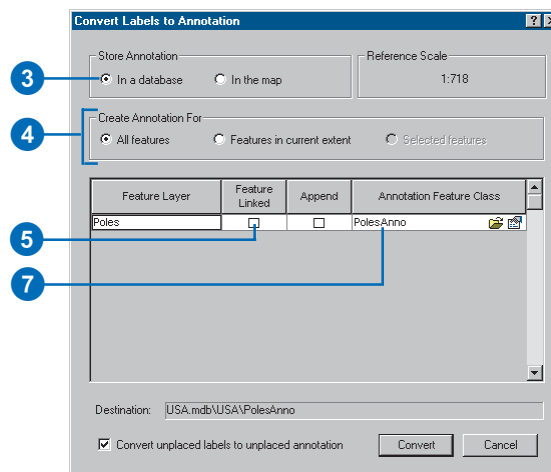 Convert Labels to Annotation
Store Annotation
In a database
In the map
Reference Scale
1:718
3
Create Annotation For
All features
Features in current extent
Selected features
4
Feature Layer
Feature Linked
Append
Annotation Feature Class
Poles
PolesAnno
5
7
Destination: USA.mdb\USA\PolesAnno
Convert unplaced labels to unplaced annotation
Convert
Cancel